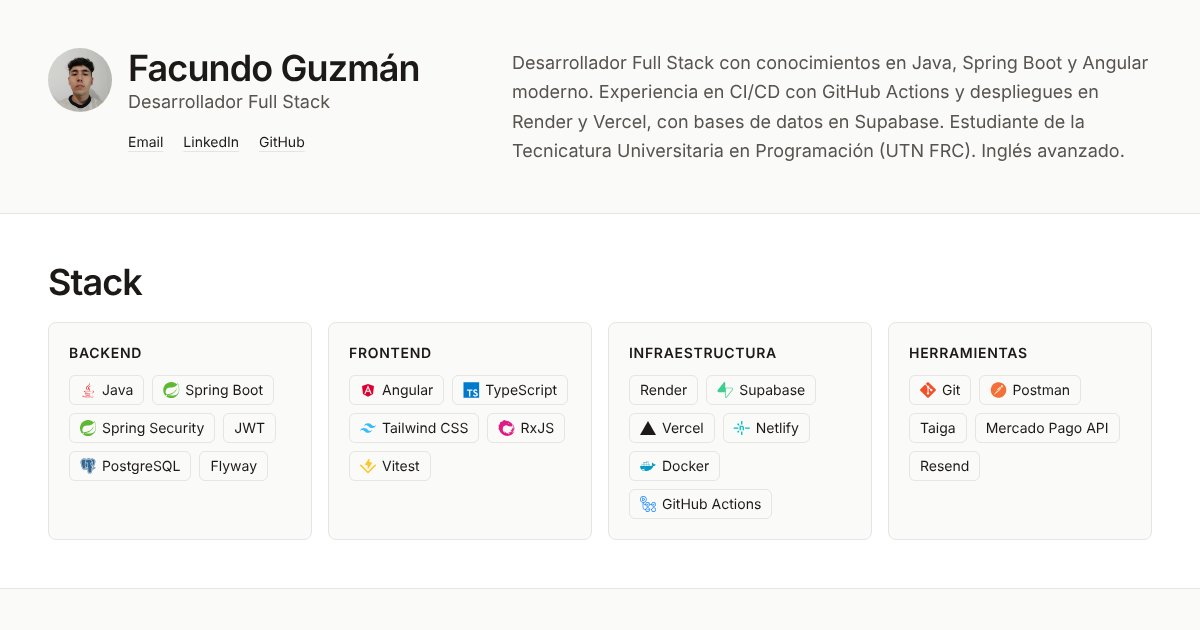 Facundo Guzmán
Desarrollador Full Stack
Email LinkedIn GitHub
Desarrollador Full Stack con conocimientos en Java, Spring Boot y Angular
moderno. Experiencia en CI/CD con GitHub Actions y despliegues en
Render y Vercel, con bases de datos en Supabase. Estudiante de la
Tecnicatura Universitaria en Programación (UTN FRC). Inglés avanzado.
Stack
BACKEND
Java Spring Boot
Spring Security JWT
PostgreSQL Flyway
FRONTEND
Angular TypeScript
Tailwind CSS RxJS
Vitest
INFRAESTRUCTURA
Render Supabase
Vercel Netlify
Docker
GitHub Actions
HERRAMIENTAS
Git Postman
Taiga Mercado Pago API
Resend